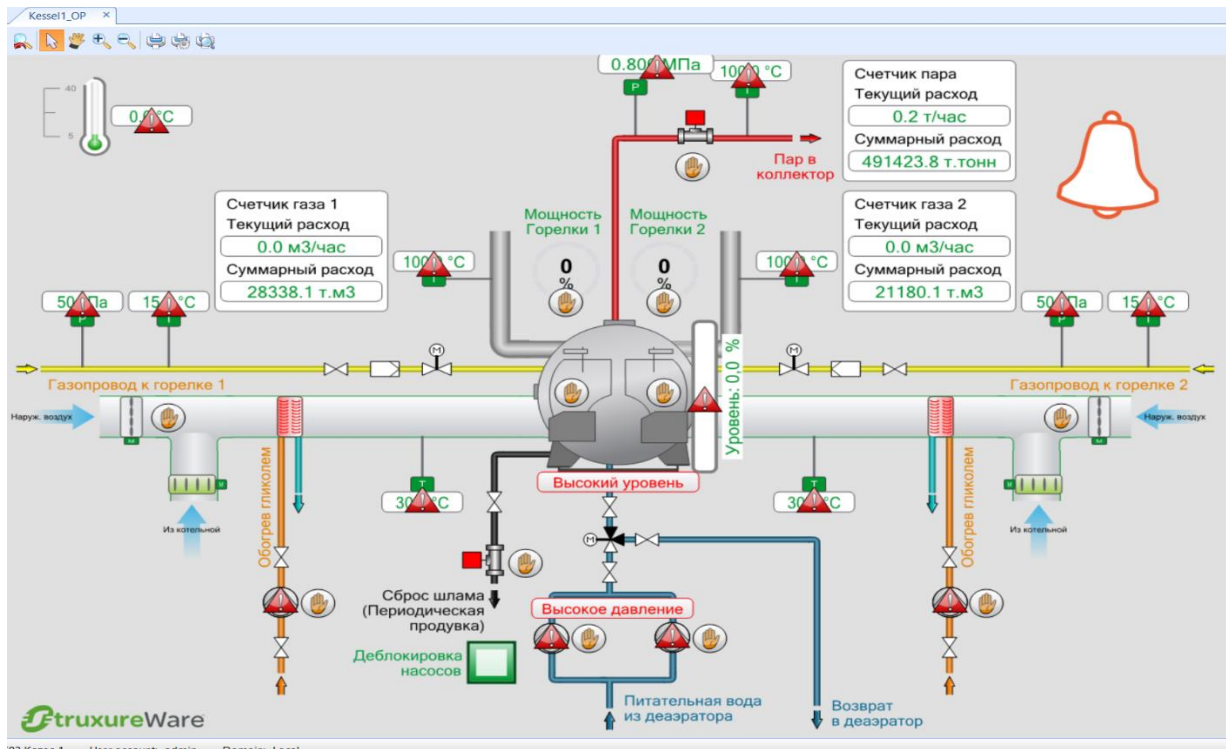 Kessel1_OP
40
5
0.800 МПа
Счетчик пара
Текущий расход
0.2 т/час
Суммарный расход
491423.8 т.тонн
P
T
Пар в
коллектор
Счетчик газа 1
Текущий расход
0.0 м3/час
Суммарный расход
28338.1 т.м3
Мощность
Горелки 1
Мощность
Горелки 2
0
%
0
%
Счетчик газа 2
Текущий расход
0.0 м3/час
Суммарный расход
21180.1 т.м3
M
M
Газопровод к горелке 1
Газопровод к горелке 2
Уровень: 0,0 %
Наруж. воздух
Наруж. воздух
Высокий уровень
T
T
Обогрев гликолем
Обогрев гликолем
Из котельной
Из котельной
M
Сброс шлама
(Периодическая
продувка)
Высокое давление
Деблокировка
насосов
Питательная вода
из деаэратора
Возврат
в деаэратор
StruxureWare